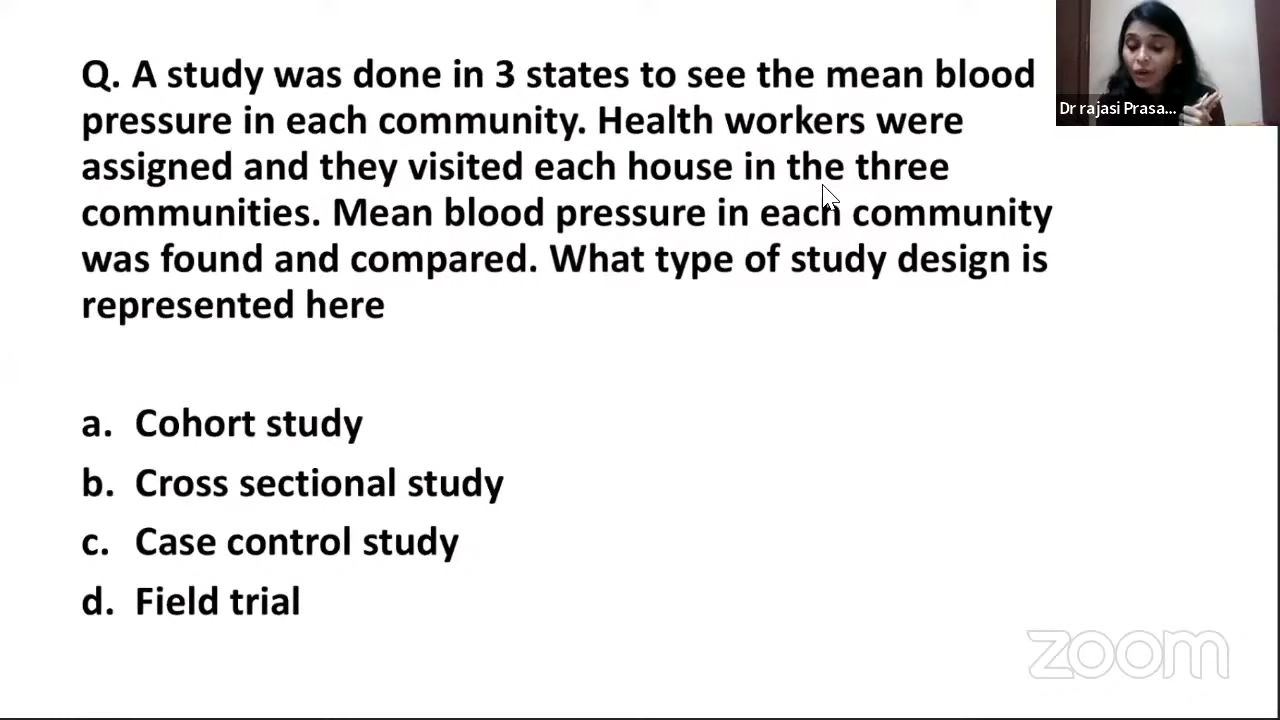 Q. A study was done in 3 states to see the mean blood
pressure in each community. Health workers were
assigned and they visited each house in the three
communities. Mean blood pressure in each community
was found and compared. What type of study design is
represented here
a. Cohort study
b. Cross sectional study
c. Case control study
d. Field trial
Dr rajasi Prasa...
zoom